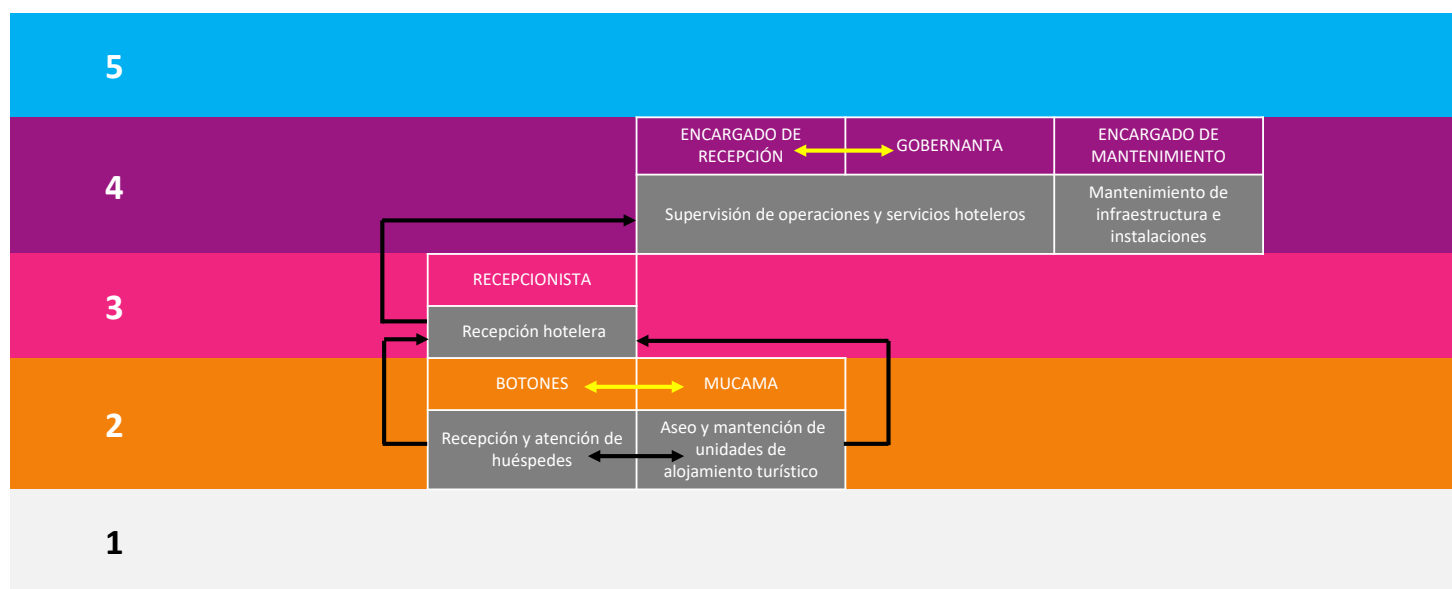 5
4
ENCARGADO DE
RECEPCIÓN
GOBERNANTA
ENCARGADO DE
MANTENIMIENTO
Supervisión de operaciones y servicios hoteleros
Mantenimiento de
infraestructura e
instalaciones
3
RECEPCIONISTA
Recepción hotelera
2
BOTONES
MUCAMA
Recepción y atención de
huéspedes
Aseo y mantención de
unidades de
alojamiento turístico
1